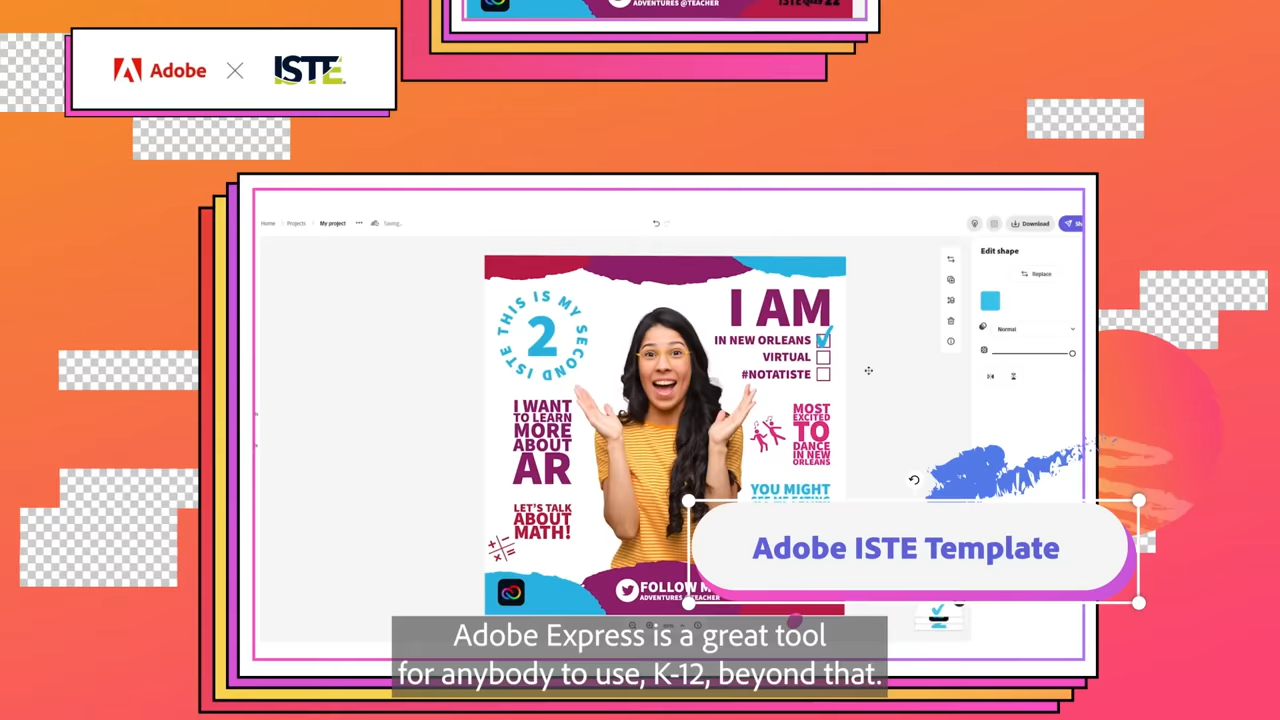 ADVENTURES @TEACHER
Adobe × ISTE
Home Projects My project ••• Saving..
Download
Edit shape
Replace
Normal
THIS IS MY SECOND ISTE
2
I AM
IN NEW ORLEANS
VIRTUAL
#NOTATISTE
I WANT
TO LEARN
MORE
ABOUT
AR
MOST
EXCITED
TO
DANCE
IN NEW
ORLEANS
LET'S TALK
ABOUT
MATH!
YOU MIGHT
FOLLOW
ADVENTURES @TEACHER
Adobe ISTE Template
Adobe Express is a great tool
for anybody to use, K-12, beyond that.